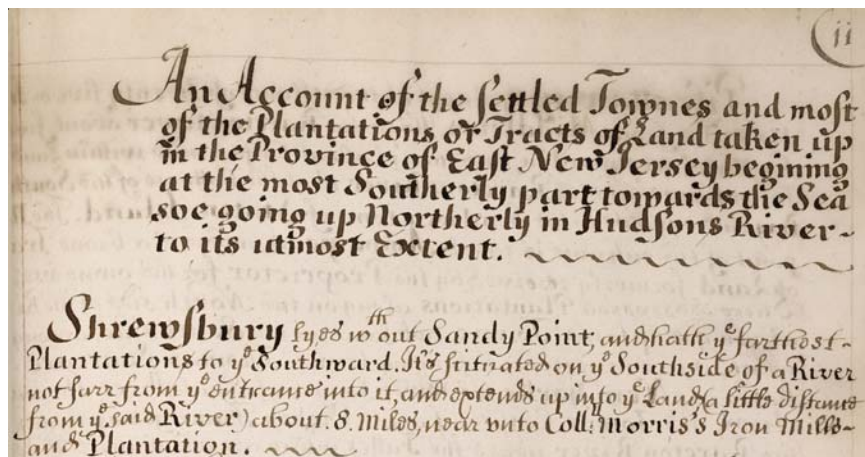 ii
An Account of the settled Townes and most
of the Plantations or Tracts of Land taken up
in the Province of East New Jersey begining
at the most Southerly part towards the Sea
soe going up Northerly in Hudsons River
to its utmost Extent.
Shrewsbury lyes wth out Sandy Point, and hath ye farthest
Plantations to ye Southward. It's scituated on ye Southside of a River
not farr from ye entrance into it, and extends up into ye Land (a little distance
from ye said River) about 8 Miles, near unto Coll: Morris's Iron Mills
and Plantation.